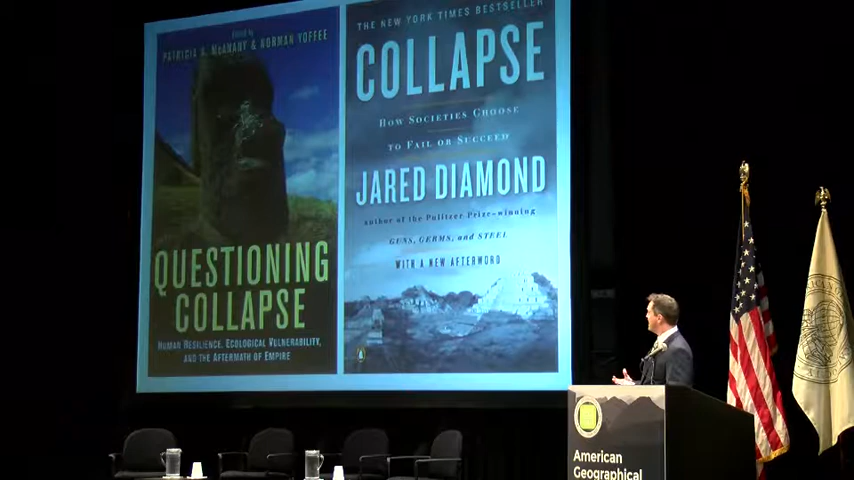 Edited by
PATRICIA A. McANANY & NORMAN YOFFEE
QUESTIONING
COLLAPSE
HUMAN RESILIENCE, ECOLOGICAL VULNERABILITY,
AND THE AFTERMATH OF EMPIRE
THE NEW YORK TIMES BESTSELLER
COLLAPSE
HOW SOCIETIES CHOOSE
TO FAIL OR SUCCEED
JARED DIAMOND
author of the Pulitzer Prize-winning
GUNS, GERMS, and STEEL
WITH A NEW AFTERWORD
American
Geographical